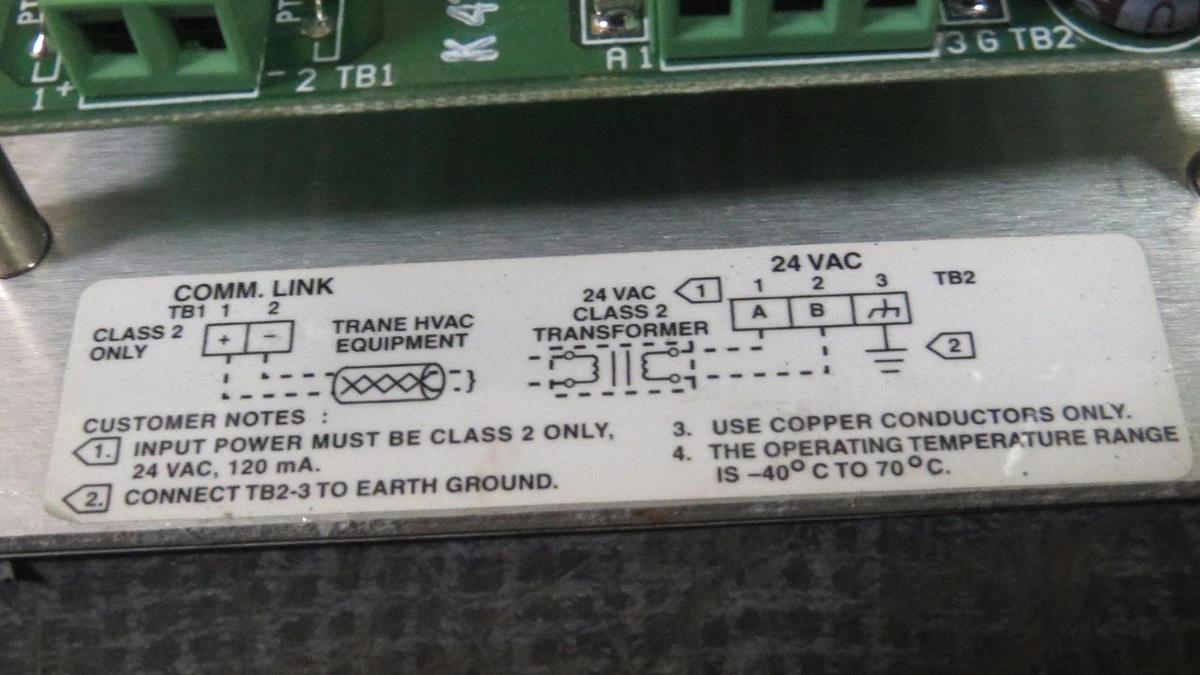 1 + - 2 TB1
K 4
A 1
3 G TB2
COMM. LINK
TB1 1 2
CLASS 2
ONLY
+ -
TRANE HVAC
EQUIPMENT
24 VAC
CLASS 2
TRANSFORMER
1
24 VAC
1 2 3 TB2
A B
2
CUSTOMER NOTES :
1. INPUT POWER MUST BE CLASS 2 ONLY,
24 VAC, 120 mA.
2. CONNECT TB2-3 TO EARTH GROUND.
3. USE COPPER CONDUCTORS ONLY.
4. THE OPERATING TEMPERATURE RANGE
IS -40° C TO 70°C.